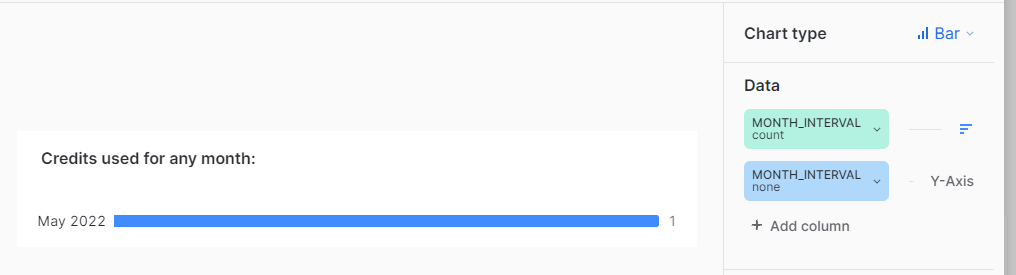 Chart type
Bar
Data
MONTH_INTERVAL
count
MONTH_INTERVAL
none
Y-Axis
+ Add column
Credits used for any month:
May 2022
1